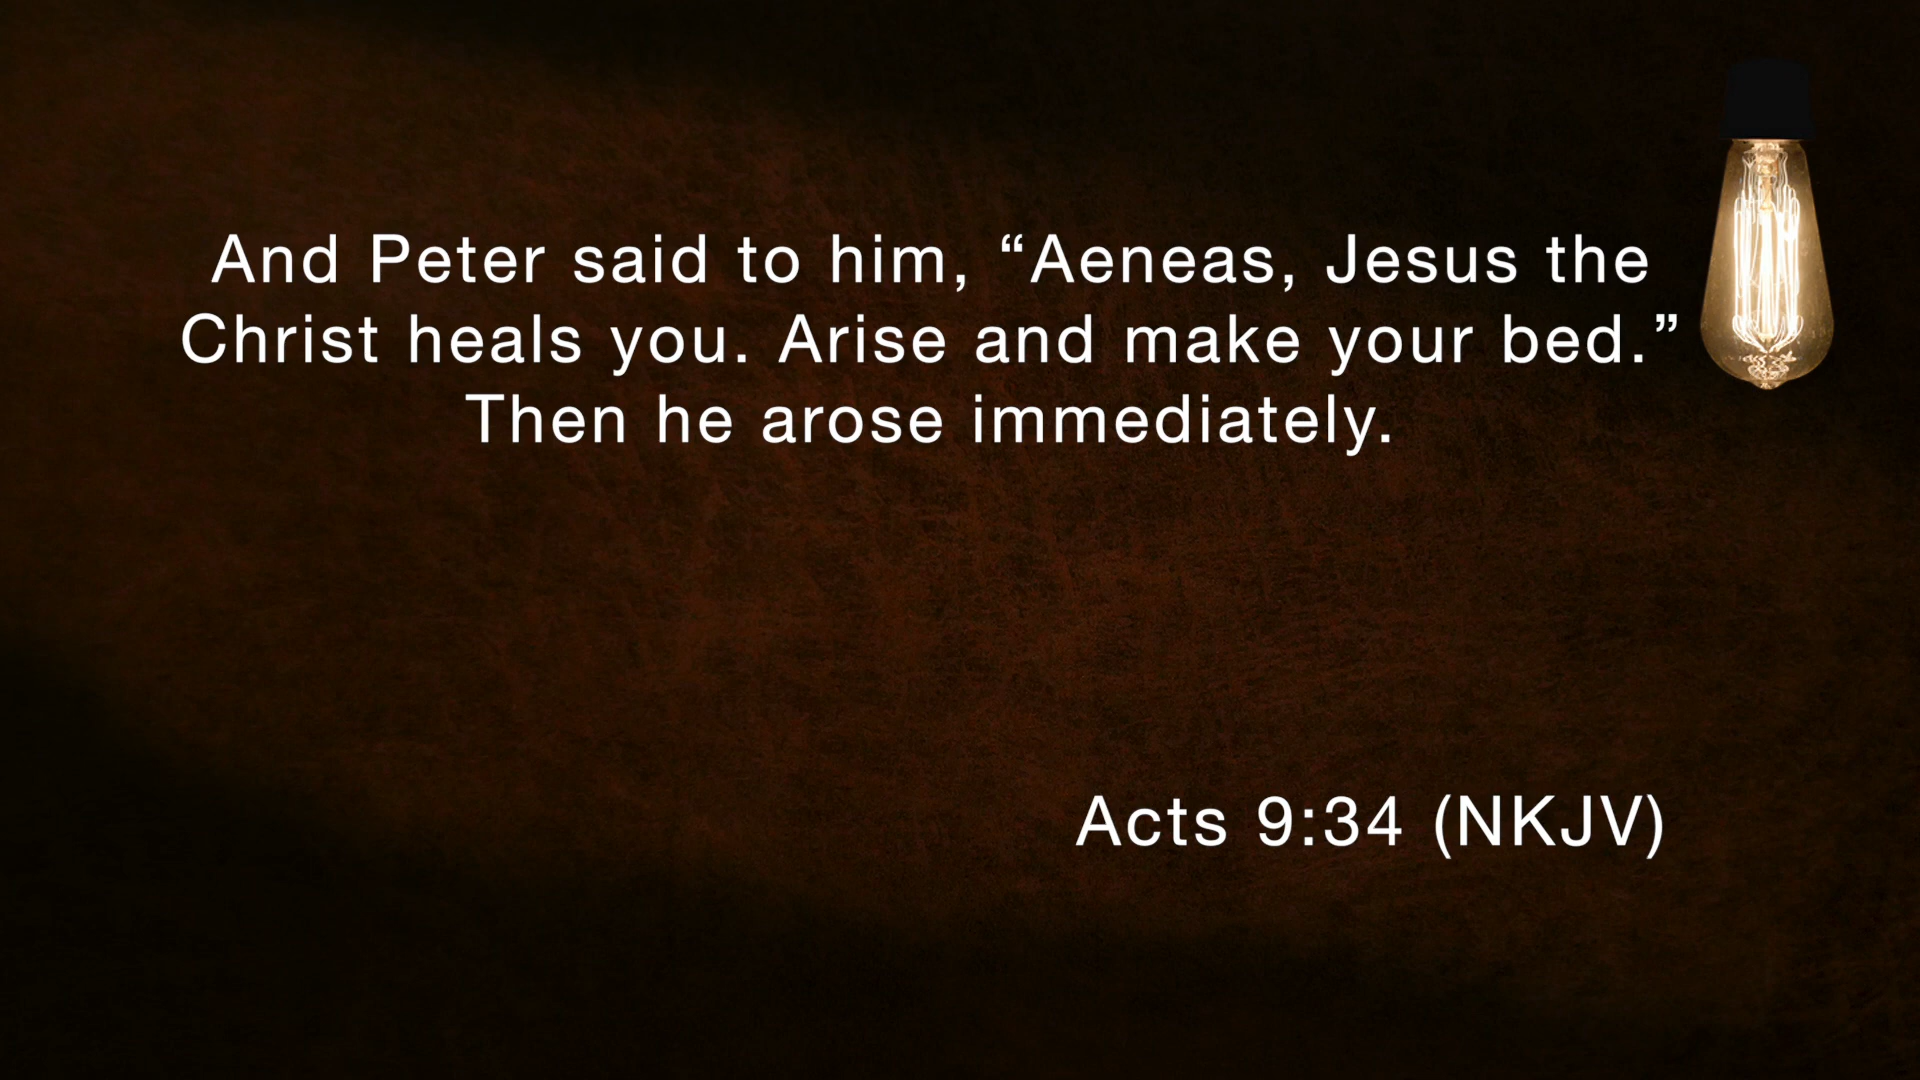 And Peter said to him, “Aeneas, Jesus the
Christ heals you. Arise and make your bed.”
Then he arose immediately.
Acts 9:34 (NKJV)